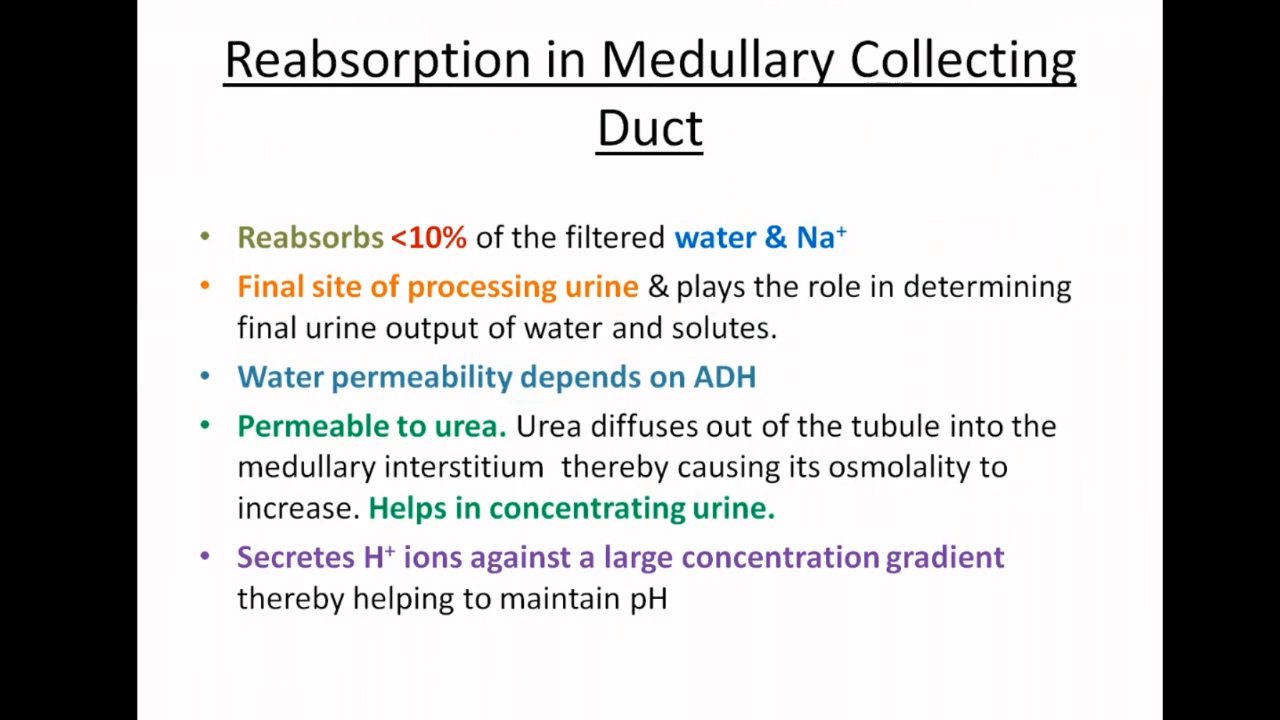 Reabsorption in Medullary Collecting
Duct
• Reabsorbs <10% of the filtered water & Na⁺
• Final site of processing urine & plays the role in determining
final urine output of water and solutes.
• Water permeability depends on ADH
• Permeable to urea. Urea diffuses out of the tubule into the
medullary interstitium thereby causing its osmolality to
increase. Helps in concentrating urine.
• Secretes H⁺ ions against a large concentration gradient
thereby helping to maintain pH